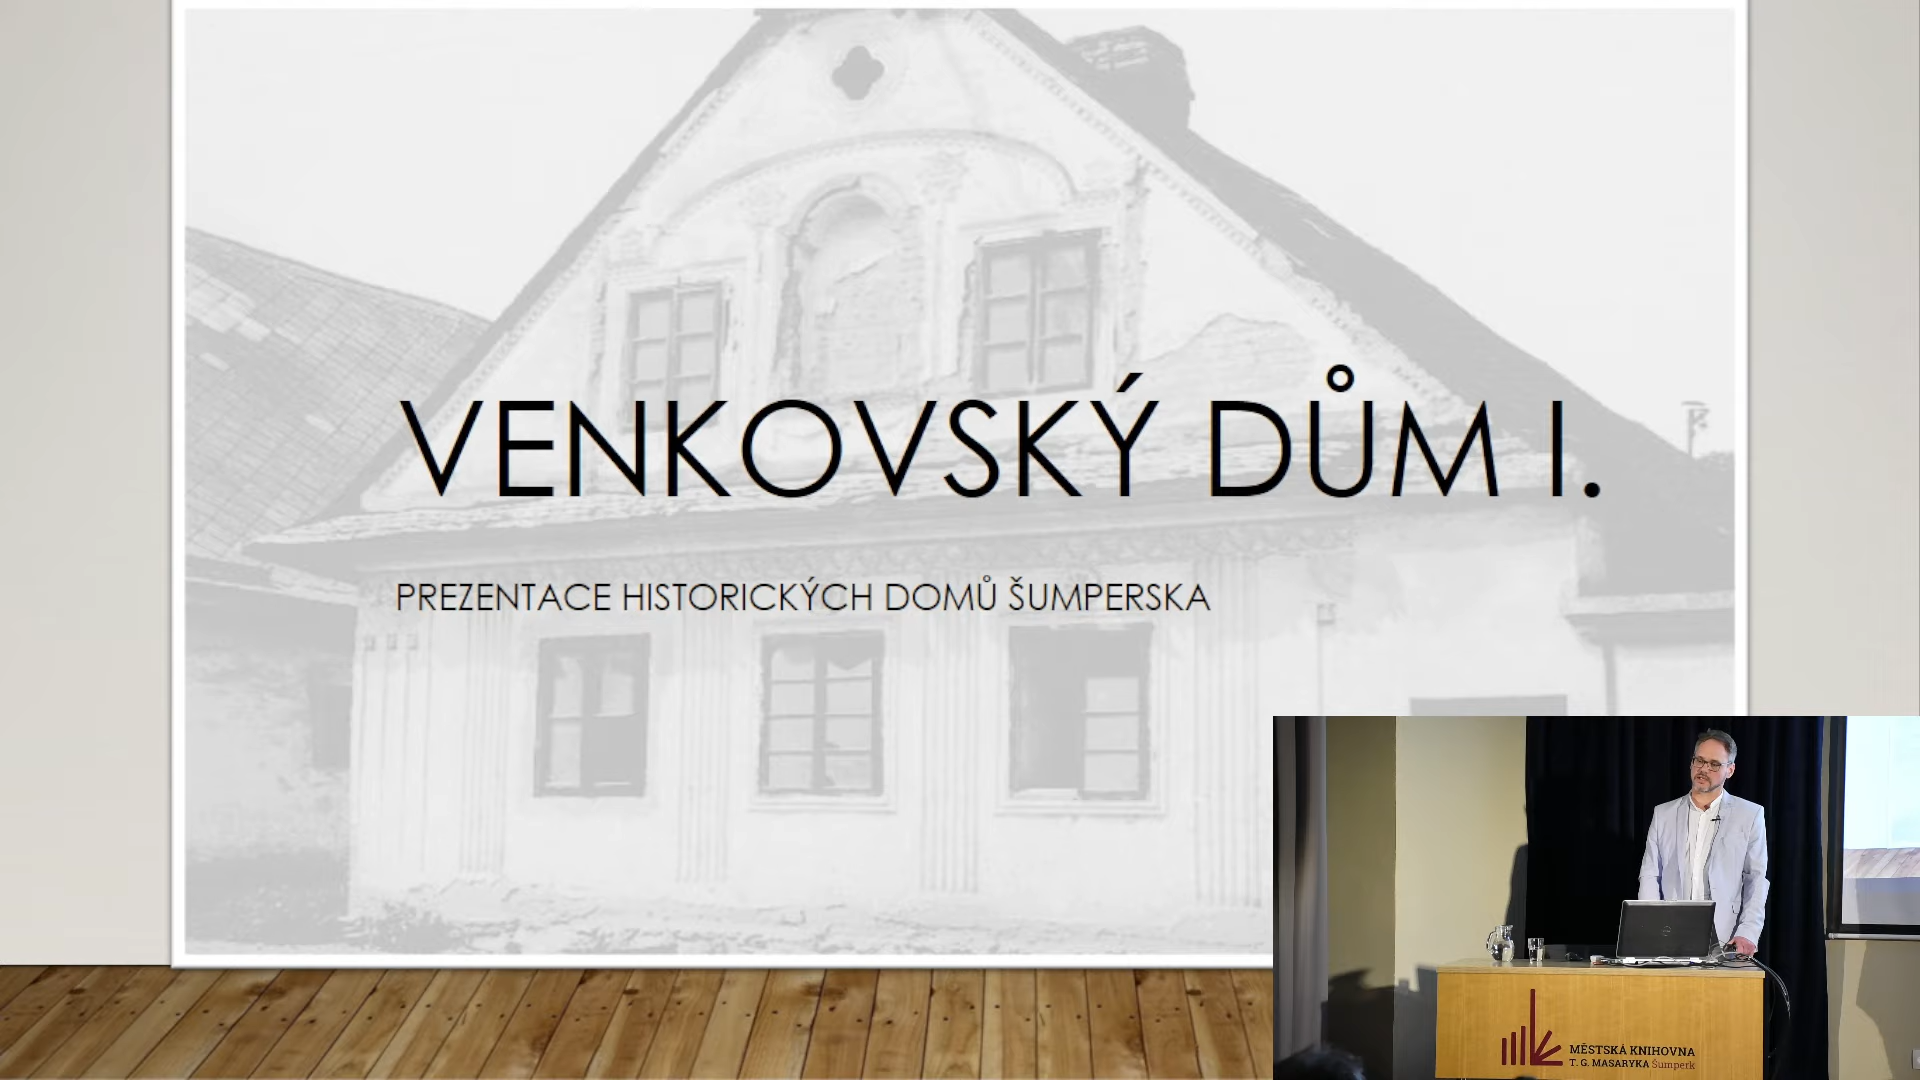 VENKOVSKÝ DŮM I.
PREZENTACE HISTORICKÝCH DOMŮ ŠUMPERSKA
MĚSTSKÁ KNIHOVNA
T. G. MASARYKA Šumperk